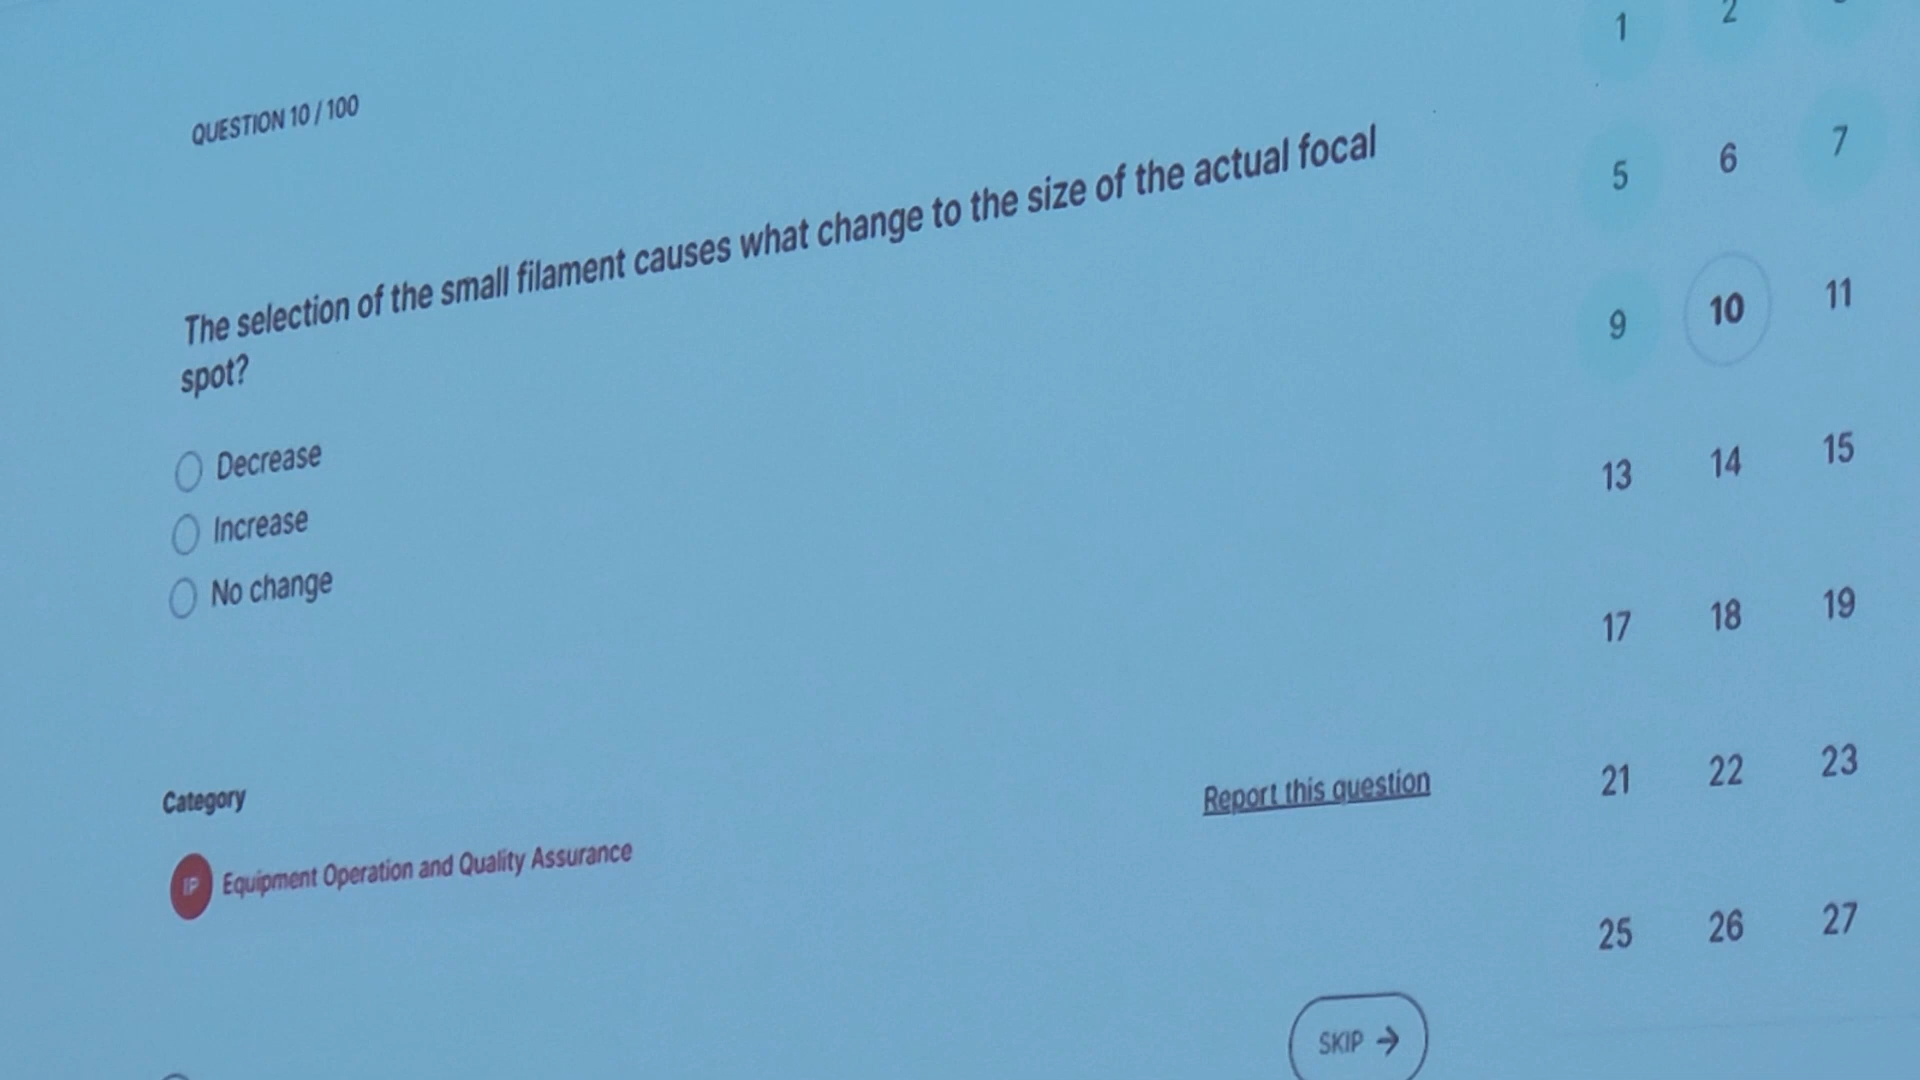 QUESTION 10 / 100
The selection of the small filament causes what change to the size of the actual focal
spot?
Decrease
Increase
No change
Category
IP Equipment Operation and Quality Assurance
Report this question
SKIP →
1 2
5 6 7
9 10 11
13 14 15
17 18 19
21 22 23
25 26 27